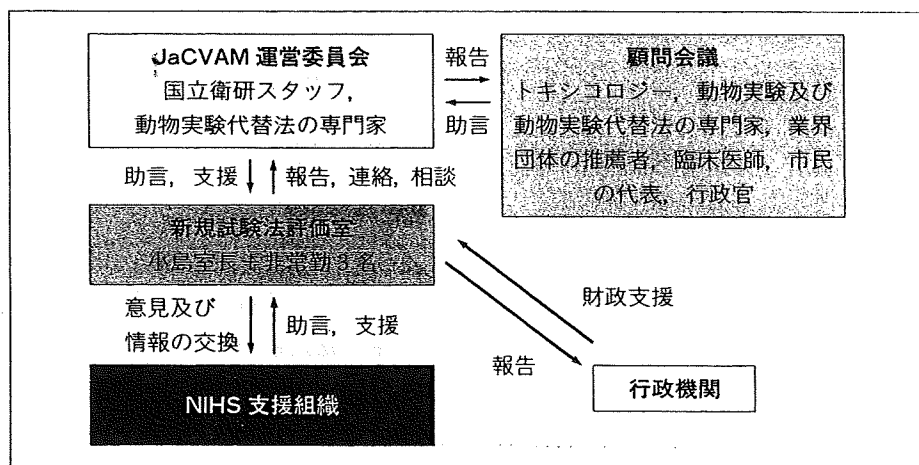 JaCVAM 運営委員会
国立衛研スタッフ,
動物実験代替法の専門家
報告
助言
顧問会議
トキシコロジー, 動物実験及び
動物実験代替法の専門家, 業界
団体の推薦者, 臨床医師, 市民
の代表, 行政官
助言, 支援
報告, 連絡, 相談
新規試験法評価室
小島室長＋非常勤3名
意見及び
情報の交換
助言, 支援
財政支援
報告
行政機関
NIHS 支援組織